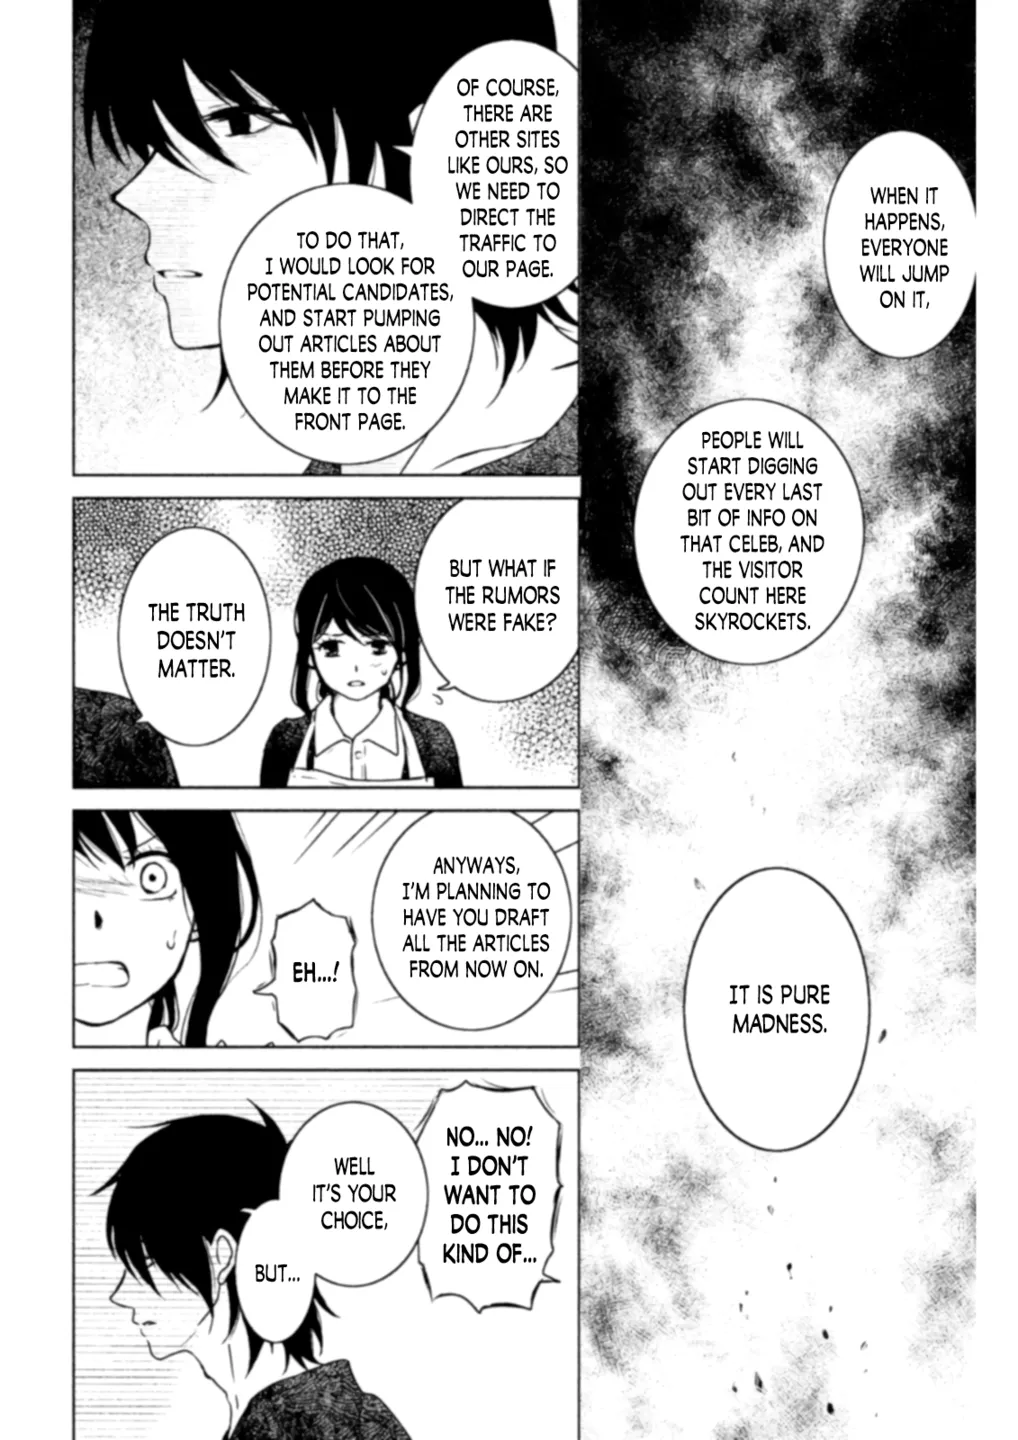 WHEN IT
HAPPENS,
EVERYONE
WILL JUMP
ON IT,
PEOPLE WILL
START DIGGING
OUT EVERY LAST
BIT OF INFO ON
THAT CELEB, AND
THE VISITOR
COUNT HERE
SKYROCKETS.
IT IS PURE
MADNESS.
OF COURSE,
THERE ARE
OTHER SITES
LIKE OURS, SO
WE NEED TO
DIRECT THE
TRAFFIC TO
OUR PAGE.
TO DO THAT,
I WOULD LOOK FOR
POTENTIAL CANDIDATES,
AND START PUMPING
OUT ARTICLES ABOUT
THEM BEFORE THEY
MAKE IT TO THE
FRONT PAGE.
BUT WHAT IF
THE RUMORS
WERE FAKE?
THE TRUTH
DOESN'T
MATTER.
ANYWAYS,
I'M PLANNING TO
HAVE YOU DRAFT
ALL THE ARTICLES
FROM NOW ON.
EH...!
NO... NO!
I DON'T
WANT TO
DO THIS
KIND OF...
WELL
IT'S YOUR
CHOICE,
BUT...